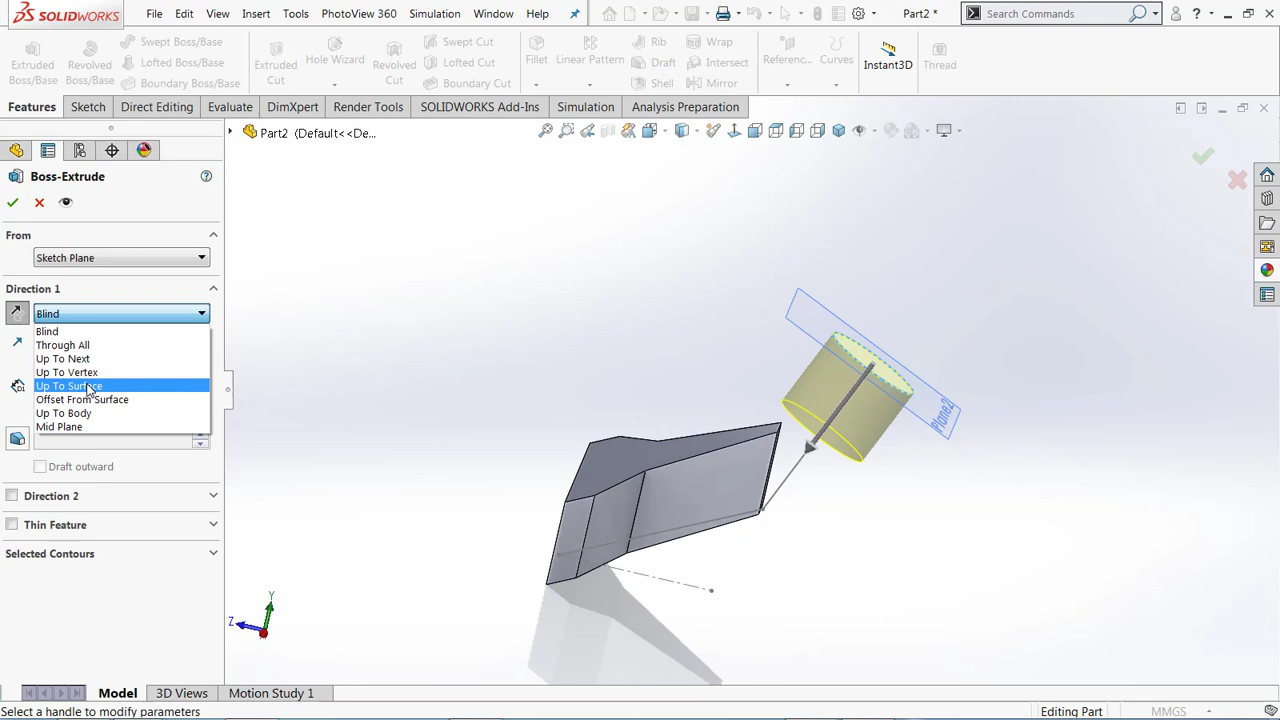 SOLIDWORKS File Edit View Insert Tools PhotoView 360 Simulation Window Help Part2 * Search Commands
Extruded Boss/Base Revolved Boss/Base Swept Boss/Base Lofted Boss/Base Boundary Boss/Base Extruded Cut Hole Wizard Revolved Cut Swept Cut Lofted Cut Boundary Cut Fillet Linear Pattern Rib Draft Shell Wrap Intersect Mirror Referenc... Curves Instant3D Thread
Features Sketch Direct Editing Evaluate DimXpert Render Tools SOLIDWORKS Add-Ins Simulation Analysis Preparation
Part2 (Default<<De...
Boss-Extrude
From
Sketch Plane
Direction 1
Blind
Blind
Through All
Up To Next
Up To Vertex
Up To Surface
Offset From Surface
Up To Body
Mid Plane
Draft outward
Direction 2
Thin Feature
Selected Contours
Plane2
Y
Z
Model 3D Views Motion Study 1
Select a handle to modify parameters Editing Part MMGS